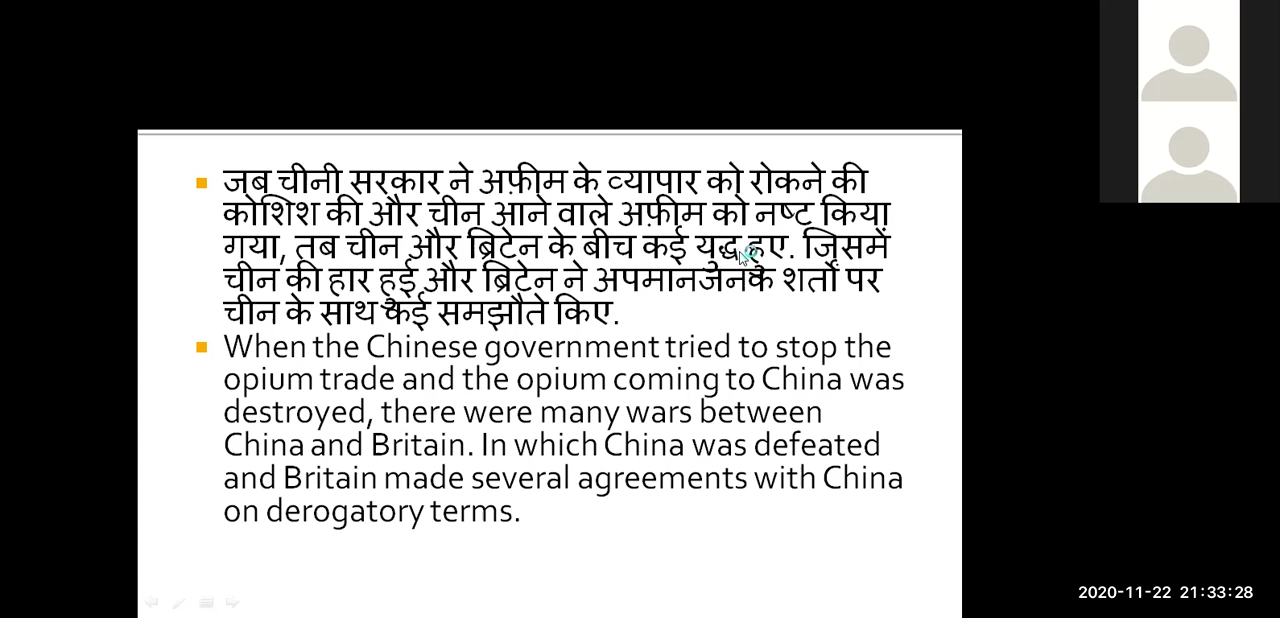 जब चीनी सरकार ने अफ़ीम के व्यापार को रोकने की
कोशिश की और चीन आने वाले अफ़ीम को नष्ट किया
गया, तब चीन और ब्रिटेन के बीच कई युद्ध हुए. जिसमें
चीन की हार हुई और ब्रिटेन ने अपमानजनक शर्तों पर
चीन के साथ कई समझौते किए.
When the Chinese government tried to stop the
opium trade and the opium coming to China was
destroyed, there were many wars between
China and Britain. In which China was defeated
and Britain made several agreements with China
on derogatory terms.
2020-11-22 21:33:28